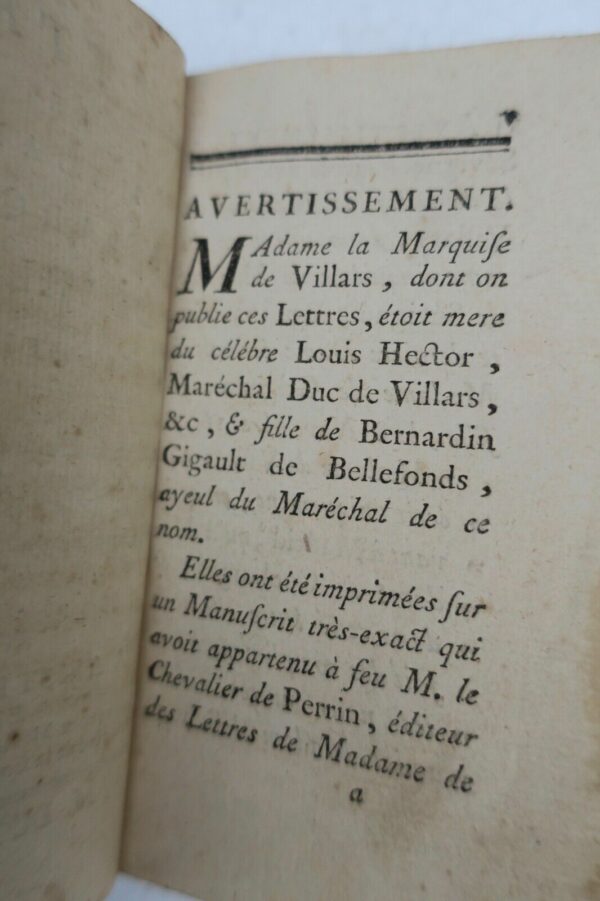 AVERTISSEMENT.
MAdame la Marquiſe
de Villars, dont on
publie ces Lettres, étoit mere
du célébre Louis Hector,
Maréchal Duc de Villars,
&c, & fille de Bernardin
Gigault de Bellefonds,
ayeul du Maréchal de ce
nom.
Elles ont été imprimées ſur
un Manuſcrit très-exact qui
avoit appartenu à feu M. le
Chevalier de Perrin, éditeur
des Lettres de Madame de
a